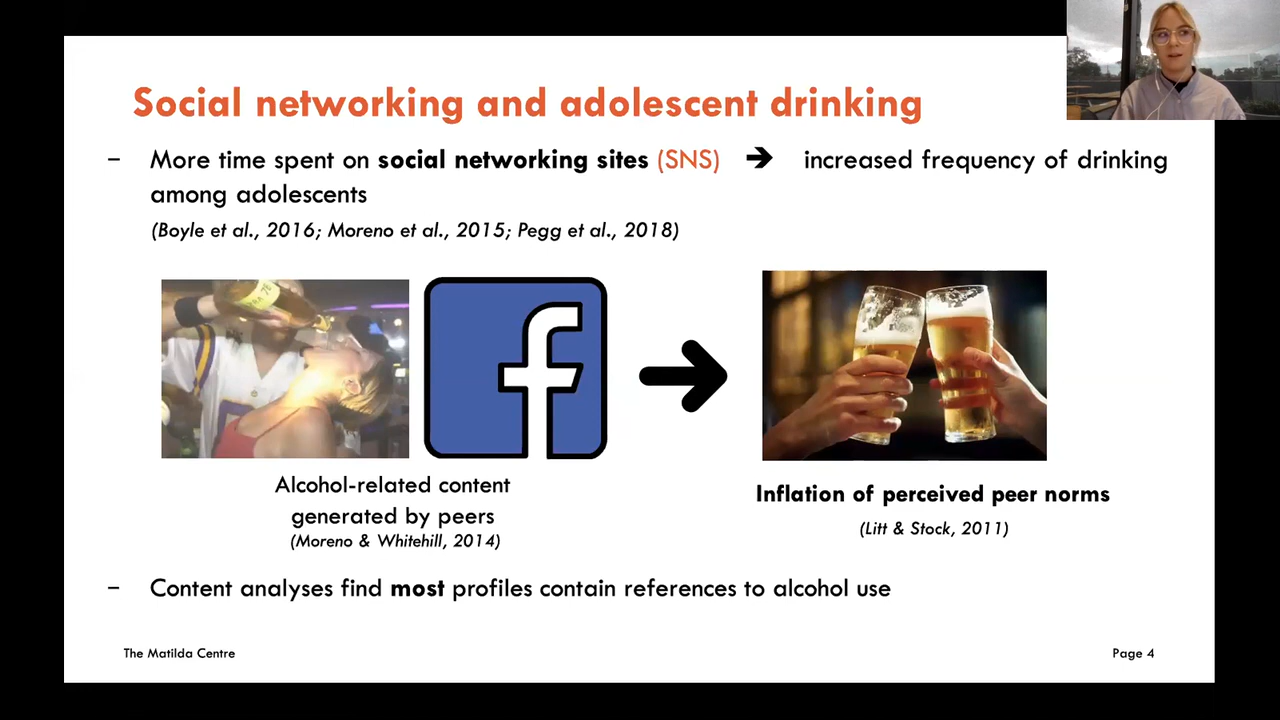 Social networking and adolescent drinking
– More time spent on social networking sites (SNS) ➔ increased frequency of drinking
among adolescents
(Boyle et al., 2016; Moreno et al., 2015; Pegg et al., 2018)
f
Alcohol-related content
generated by peers
(Moreno & Whitehill, 2014)
Inflation of perceived peer norms
(Litt & Stock, 2011)
– Content analyses find most profiles contain references to alcohol use
The Matilda Centre
Page 4